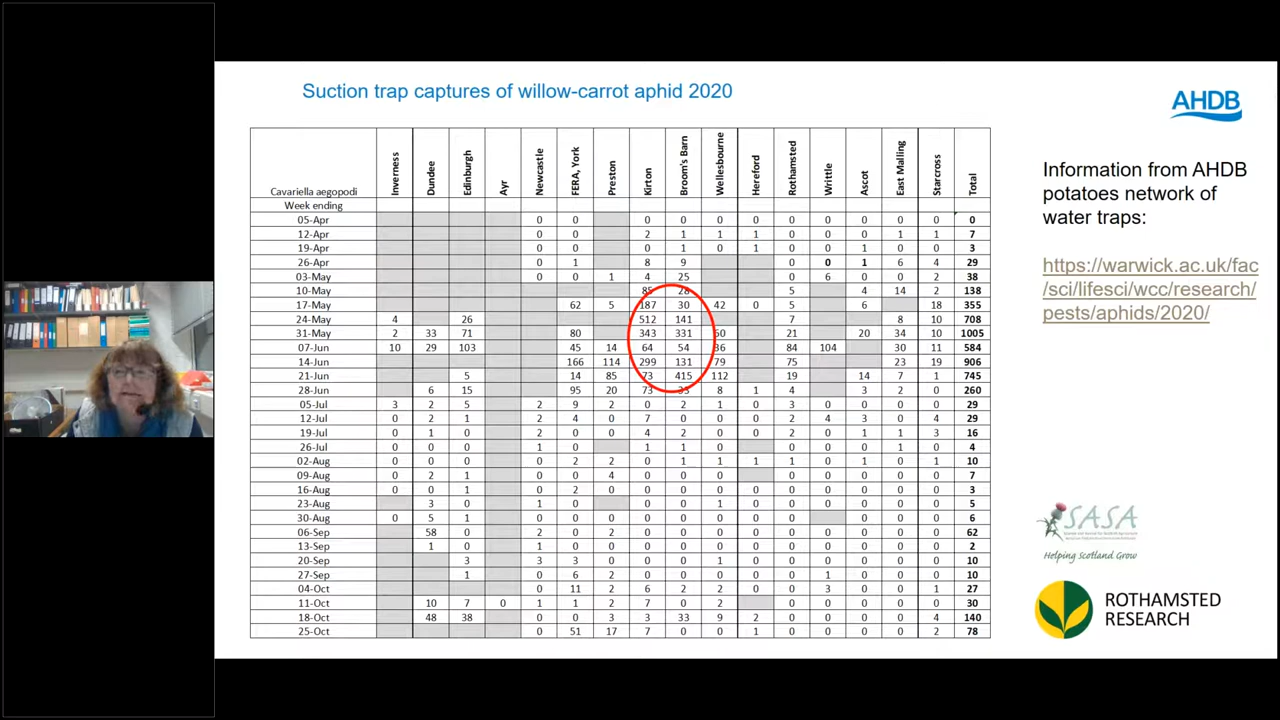 Suction trap captures of willow-carrot aphid 2020
AHDB
Cavariella aegopodi Inverness Dundee Edinburgh Ayr Newcastle FERA, York Preston Kirton Broom's Barn Wellesbourne Hereford Rothamsted Writtle Ascot East Malling Starcross Total
Week ending
05-Apr 0 0 0 0 0 0 0 0 0 0 0 0
12-Apr 0 0 2 1 1 1 0 0 0 1 1 7
19-Apr 0 0 0 1 0 1 0 0 1 0 0 3
26-Apr 0 1 8 9 0 0 1 6 4 29
03-May 0 0 1 4 25 0 6 0 0 2 38
10-May 85 28 5 4 14 2 138
17-May 62 5 187 30 42 0 5 6 18 355
24-May 4 26 512 141 7 8 10 708
31-May 2 33 71 80 343 331 60 21 20 34 10 1005
07-Jun 10 29 103 45 14 64 54 36 84 104 30 11 584
14-Jun 166 114 299 131 79 75 23 19 906
21-Jun 5 14 85 73 415 112 19 14 7 1 745
28-Jun 6 15 95 20 73 33 8 1 4 3 2 0 260
05-Jul 3 2 5 2 9 2 0 2 1 0 3 0 0 0 0 29
12-Jul 0 2 1 2 4 0 7 0 0 0 2 4 3 0 4 29
19-Jul 0 1 0 2 0 0 4 2 0 0 2 0 1 1 3 16
26-Jul 0 0 0 1 0 1 1 0 0 0 0 1 0 4
02-Aug 0 0 0 0 2 2 0 1 1 1 1 0 1 0 1 10
09-Aug 0 2 1 0 0 4 0 0 0 0 0 0 0 0 7
16-Aug 0 0 1 0 2 0 0 0 0 0 0 0 0 0 0 3
23-Aug 3 0 1 0 0 0 1 0 0 0 0 0 0 5
30-Aug 0 5 1 0 0 0 0 0 0 0 0 0 0 0 6
06-Sep 58 0 2 0 2 0 0 0 0 0 0 0 0 0 62
13-Sep 1 0 1 0 0 0 0 0 0 0 0 0 0 0 2
20-Sep 3 3 3 0 0 0 1 0 0 0 0 0 0 10
27-Sep 1 0 6 2 0 0 0 0 0 1 0 0 0 10
04-Oct 0 11 2 6 2 2 0 0 3 0 0 1 27
11-Oct 10 7 0 1 1 2 7 0 2 0 0 0 0 0 30
18-Oct 48 38 0 0 3 3 33 9 2 0 0 0 0 4 140
25-Oct 0 51 17 7 0 0 1 0 0 0 0 2 78
Information from AHDB
potatoes network of
water traps:
https://warwick.ac.uk/fac
/sci/lifesci/wcc/research/
pests/aphids/2020/
SASA
Helping Scotland Grow
ROTHAMSTED
RESEARCH